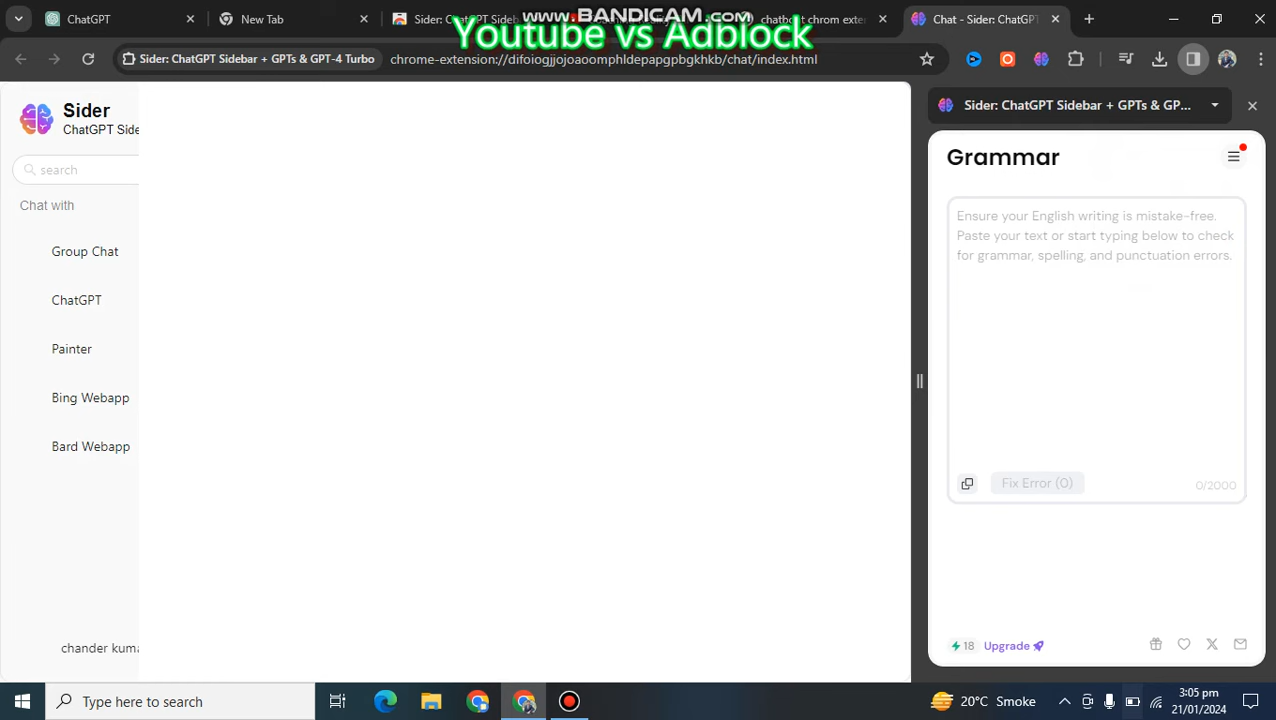 ChatGPT
New Tab
Sider: ChatGPT Sideb
www.BANDICAM.com
chatbot chrom exte
Chat - Sider: ChatGPT
Youtube vs Adblock
Sider: ChatGPT Sidebar + GPTs & GPT-4 Turbo
chrome-extension://difoiogjjojoaoomphldepapgpbgkhkb/chat/index.html
Sider
ChatGPT Side
search
Chat with
Group Chat
ChatGPT
Painter
Bing Webapp
Bard Webapp
chander kuma
Sider: ChatGPT Sidebar + GPTs & GP...
Grammar
Ensure your English writing is mistake-free.
Paste your text or start typing below to check
for grammar, spelling, and punctuation errors.
Fix Error (0)
0/2000
18
Upgrade
Type here to search
20°C Smoke
3:05 pm
21/01/2024